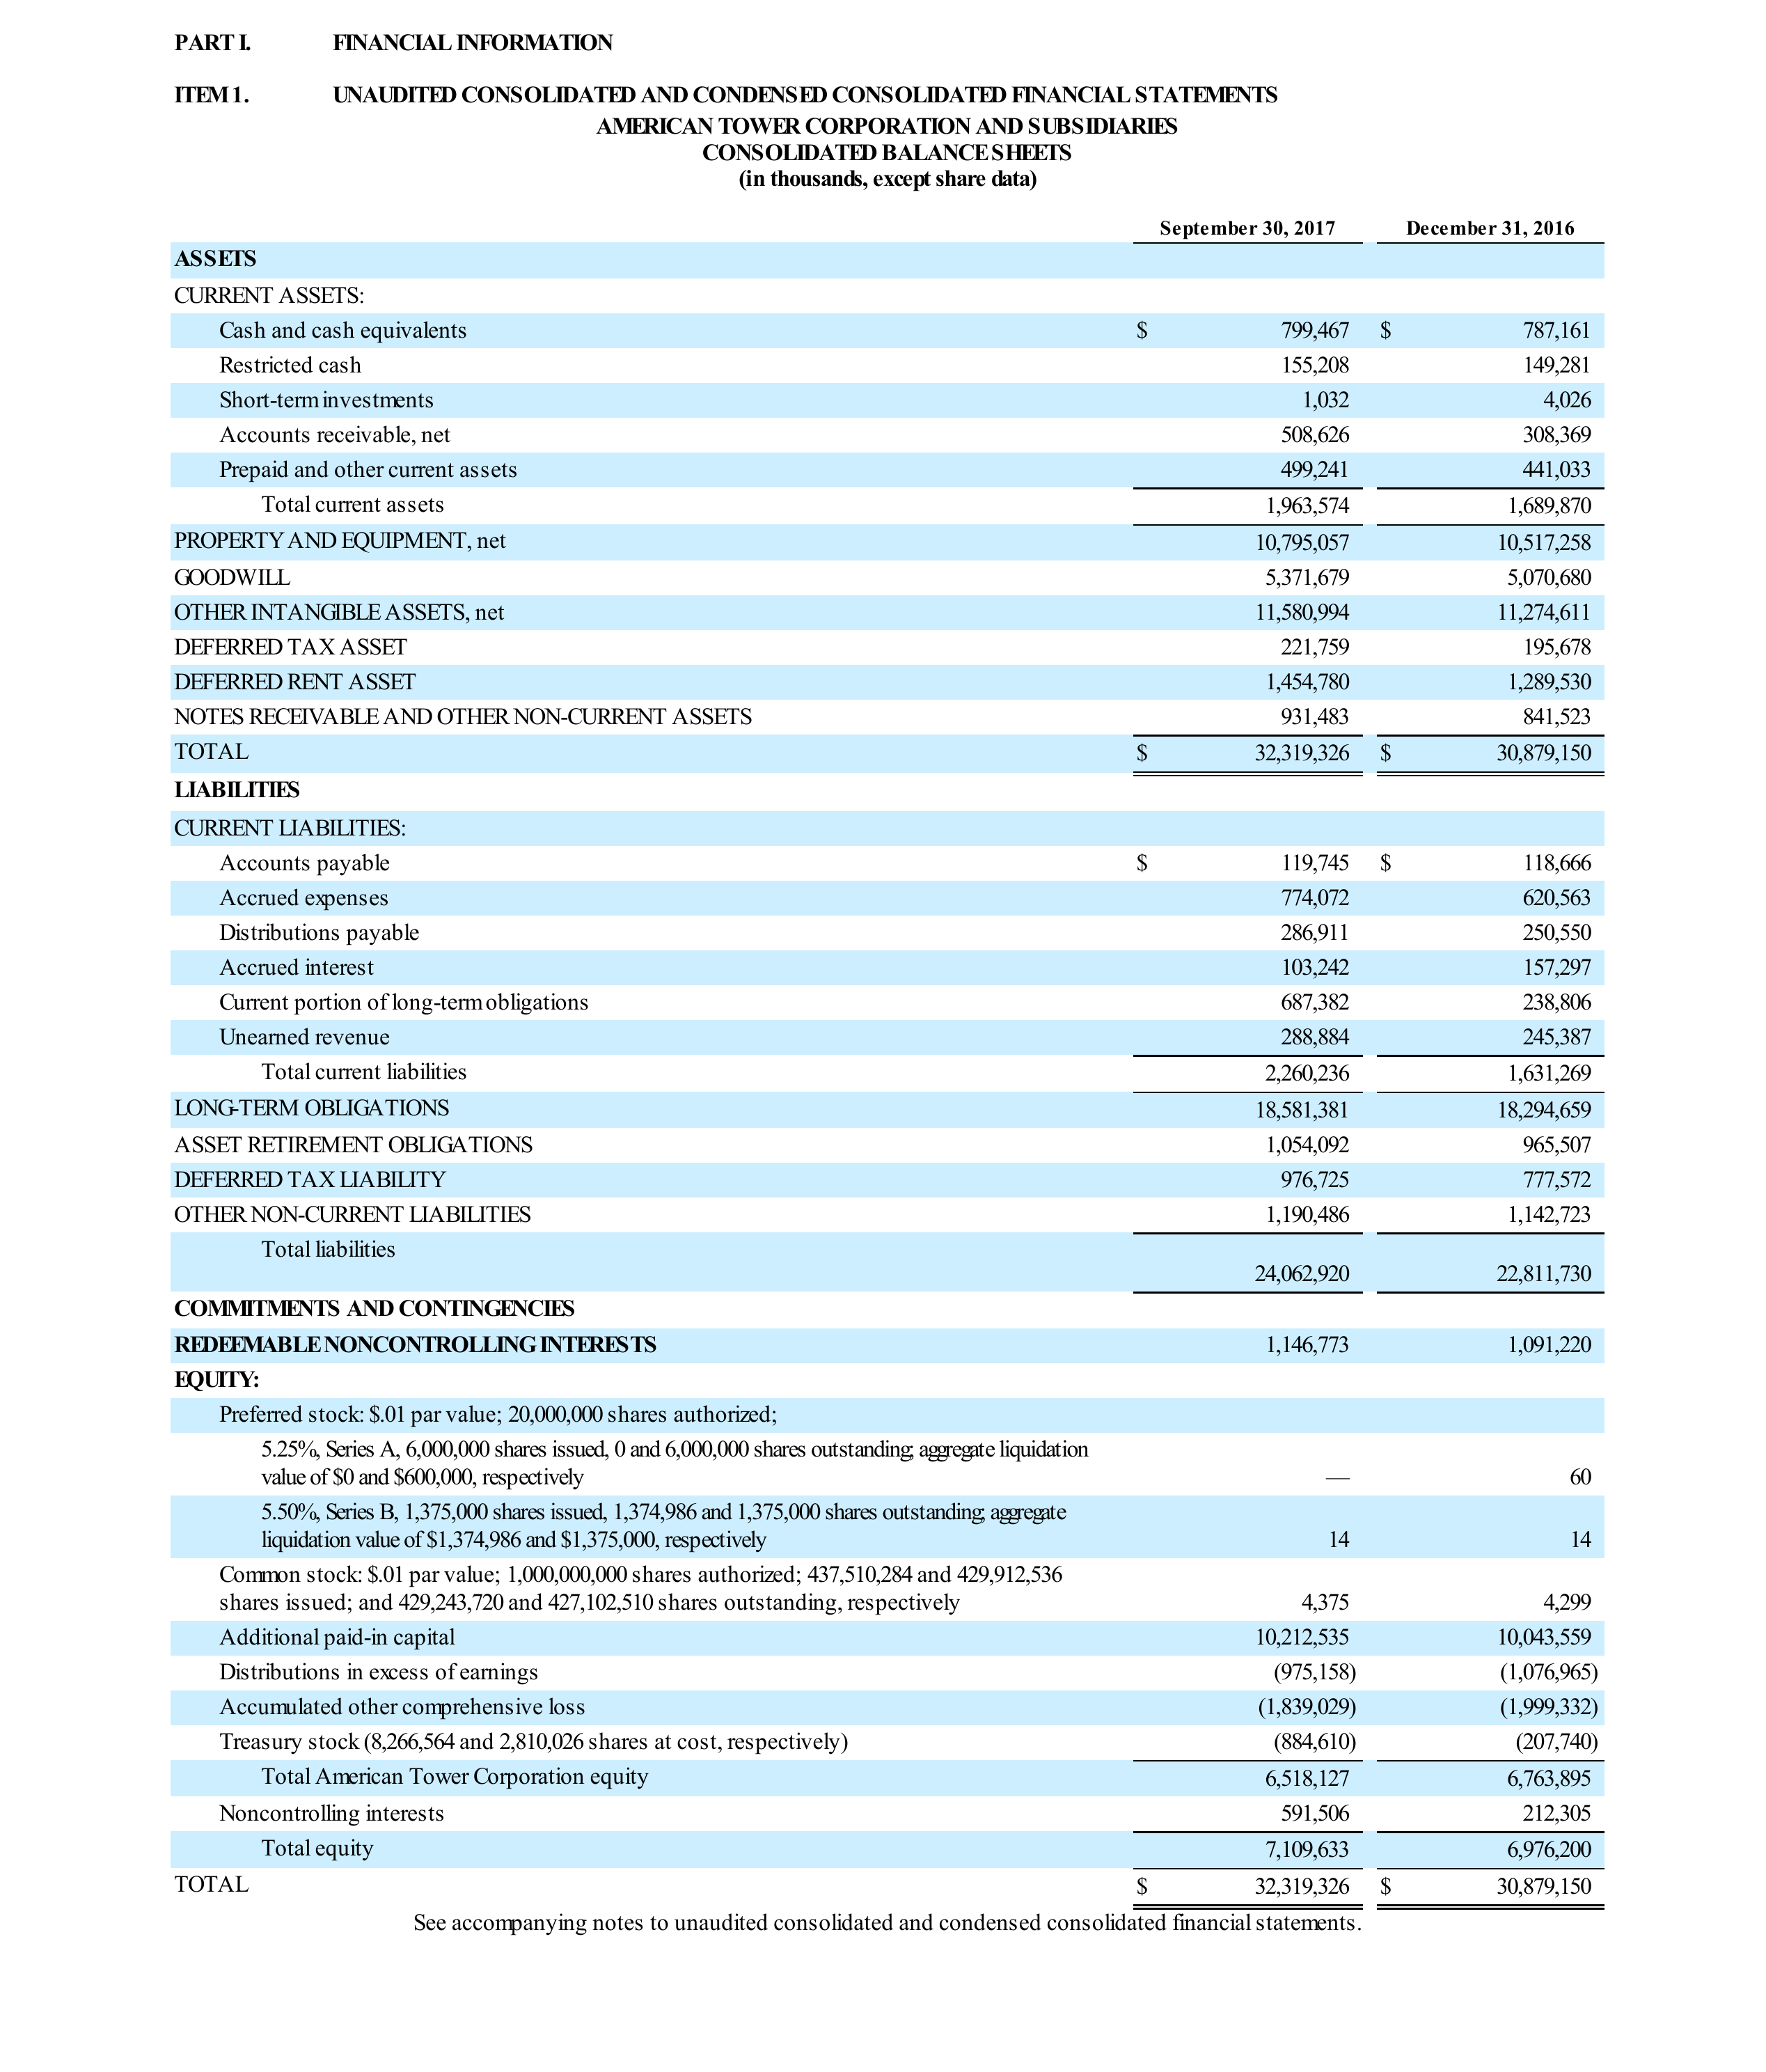 PART I. FINANCIAL INFORMATION
ITEM 1. UNAUDITED CONSOLIDATED AND CONDENSED CONSOLIDATED FINANCIAL STATEMENTS
AMERICAN TOWER CORPORATION AND SUBSIDIARIES
CONSOLIDATED BALANCE SHEETS
(in thousands, except share data)
September 30, 2017 December 31, 2016
ASSETS
CURRENT ASSETS:
Cash and cash equivalents $ 799,467 $ 787,161
Restricted cash 155,208 149,281
Short-term investments 1,032 4,026
Accounts receivable, net 508,626 308,369
Prepaid and other current assets 499,241 441,033
Total current assets 1,963,574 1,689,870
PROPERTY AND EQUIPMENT, net 10,795,057 10,517,258
GOODWILL 5,371,679 5,070,680
OTHER INTANGIBLE ASSETS, net 11,580,994 11,274,611
DEFERRED TAX ASSET 221,759 195,678
DEFERRED RENT ASSET 1,454,780 1,289,530
NOTES RECEIVABLE AND OTHER NON-CURRENT ASSETS 931,483 841,523
TOTAL $ 32,319,326 $ 30,879,150
LIABILITIES
CURRENT LIABILITIES:
Accounts payable $ 119,745 $ 118,666
Accrued expenses 774,072 620,563
Distributions payable 286,911 250,550
Accrued interest 103,242 157,297
Current portion of long-term obligations 687,382 238,806
Unearned revenue 288,884 245,387
Total current liabilities 2,260,236 1,631,269
LONG-TERM OBLIGATIONS 18,581,381 18,294,659
ASSET RETIREMENT OBLIGATIONS 1,054,092 965,507
DEFERRED TAX LIABILITY 976,725 777,572
OTHER NON-CURRENT LIABILITIES 1,190,486 1,142,723
Total liabilities 24,062,920 22,811,730
COMMITMENTS AND CONTINGENCIES
REDEEMABLE NONCONTROLLING INTERESTS 1,146,773 1,091,220
EQUITY:
Preferred stock: $.01 par value; 20,000,000 shares authorized;
5.25%, Series A, 6,000,000 shares issued, 0 and 6,000,000 shares outstanding; aggregate liquidation
value of $0 and $600,000, respectively — 60
5.50%, Series B, 1,375,000 shares issued, 1,374,986 and 1,375,000 shares outstanding; aggregate
liquidation value of $1,374,986 and $1,375,000, respectively 14 14
Common stock: $.01 par value; 1,000,000,000 shares authorized; 437,510,284 and 429,912,536
shares issued; and 429,243,720 and 427,102,510 shares outstanding, respectively 4,375 4,299
Additional paid-in capital 10,212,535 10,043,559
Distributions in excess of earnings (975,158) (1,076,965)
Accumulated other comprehensive loss (1,839,029) (1,999,332)
Treasury stock (8,266,564 and 2,810,026 shares at cost, respectively) (884,610) (207,740)
Total American Tower Corporation equity 6,518,127 6,763,895
Noncontrolling interests 591,506 212,305
Total equity 7,109,633 6,976,200
TOTAL $ 32,319,326 $ 30,879,150
See accompanying notes to unaudited consolidated and condensed consolidated financial statements.